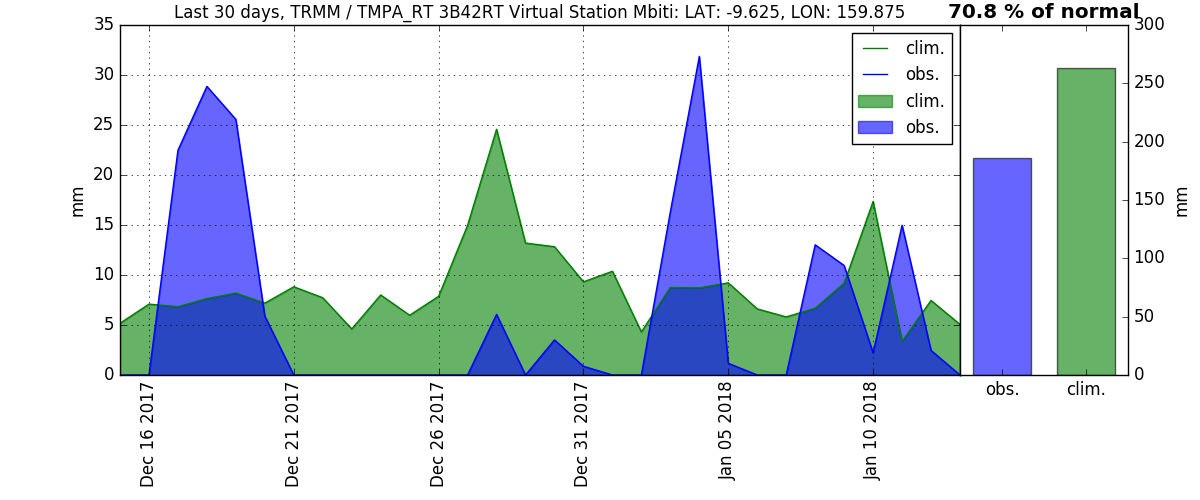 Last 30 days, TRMM / TMPA_RT 3B42RT Virtual Station Mbiti: LAT: -9.625, LON: 159.875
70.8 % of normal
35
30
25
20
15
10
5
0
mm
clim.
obs.
clim.
obs.
Dec 16 2017
Dec 21 2017
Dec 26 2017
Dec 31 2017
Jan 05 2018
Jan 10 2018
300
250
200
150
100
50
0
mm
obs.
clim.